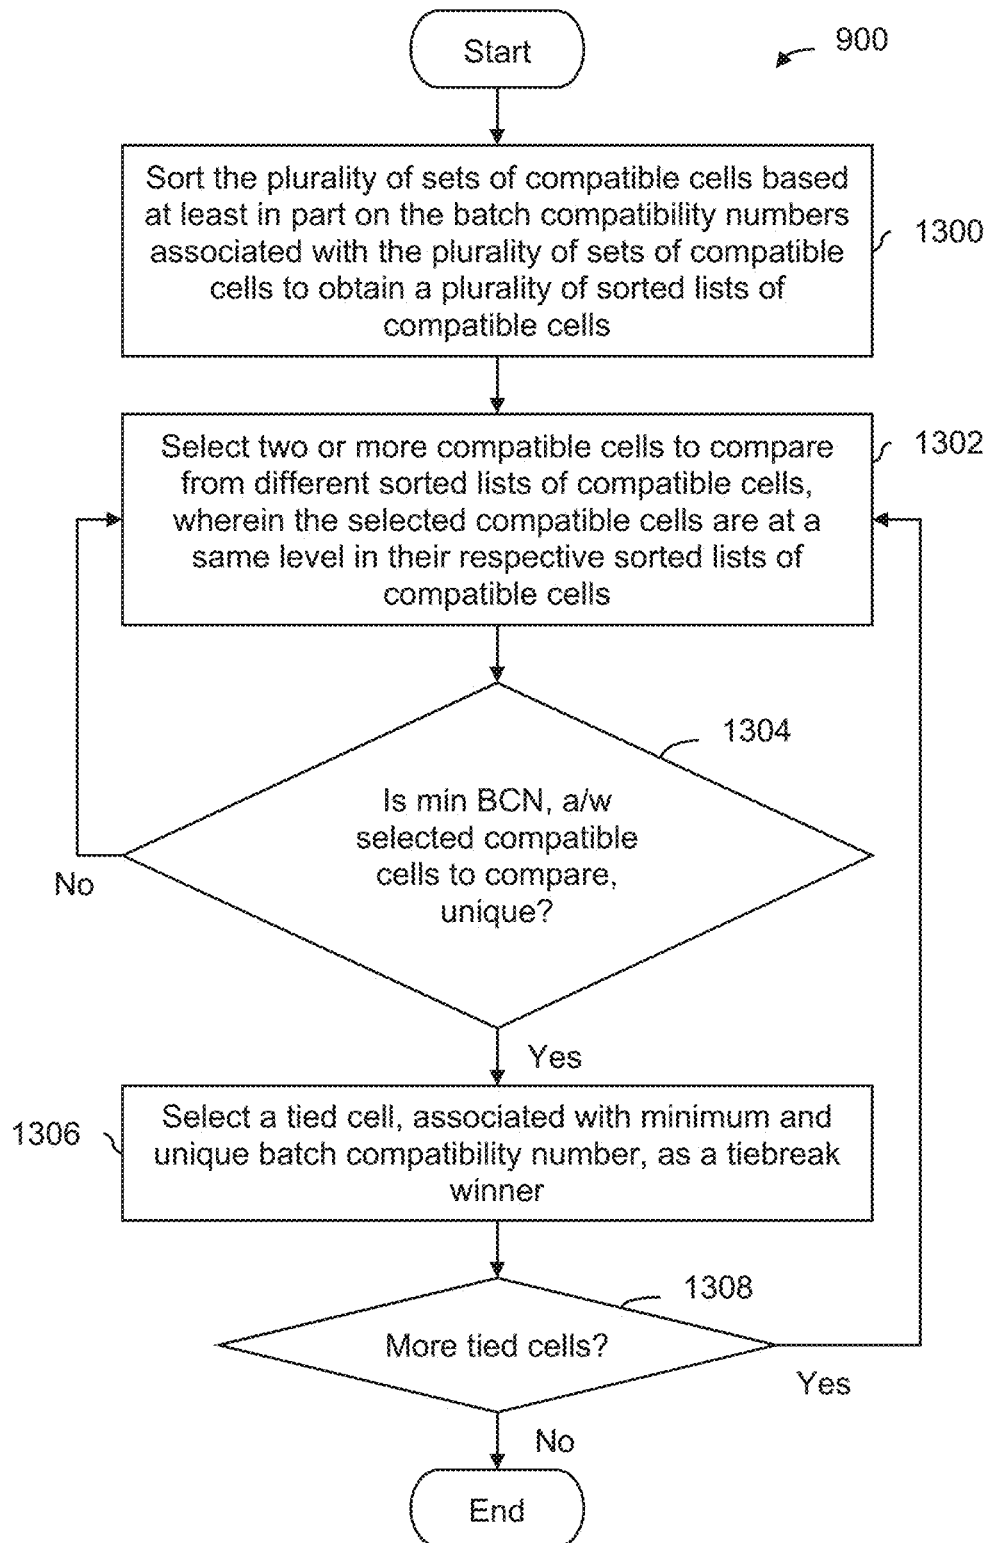 Start
900
Sort the plurality of sets of compatible cells based
at least in part on the batch compatibility numbers
associated with the plurality of sets of compatible
cells to obtain a plurality of sorted lists of
compatible cells
1300
Select two or more compatible cells to compare
from different sorted lists of compatible cells,
wherein the selected compatible cells are at a
same level in their respective sorted lists of
compatible cells
1302
1304
Is min BCN, a/w
selected compatible
cells to compare,
unique?
No
Yes
1306
Select a tied cell, associated with minimum and
unique batch compatibility number, as a tiebreak
winner
1308
More tied cells?
Yes
No
End